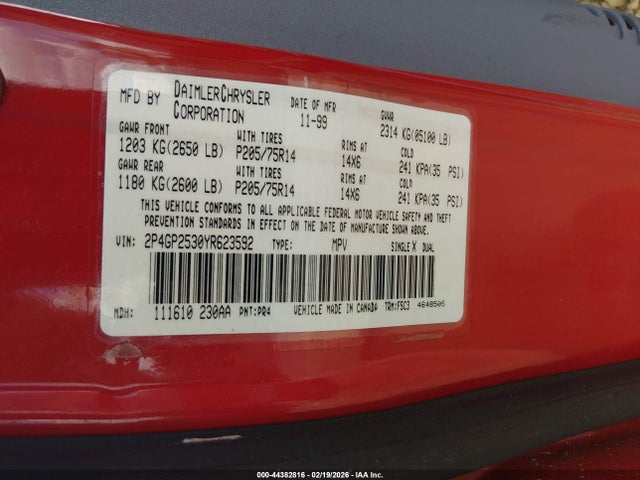 MFD BY DAIMLERCHRYSLER CORPORATION DATE OF MFR 11-99 GVWR 2314 KG(05100 LB)
GAWR FRONT WITH TIRES RIMS AT COLD
1203 KG(2650 LB) P205/75R14 14X6 241 KPA(35 PSI)
GAWR REAR WITH TIRES RIMS AT COLD
1180 KG(2600 LB) P205/75R14 14X6 241 KPA(35 PSI)
THIS VEHICLE CONFORMS TO ALL APPLICABLE FEDERAL MOTOR VEHICLE SAFETY AND THEFT
PREVENTION STANDARDS IN EFFECT ON THE DATE OF MANUFACTURE SHOWN ABOVE.
VIN: 2P4GP2530YR623592 TYPE: MPV SINGLE X DUAL
MDH: 111610 230AA PNT:PR4 VEHICLE MADE IN CANADA TRM:F5C3 4648505
000-44382816 - 02/19/2026 - IAA Inc.